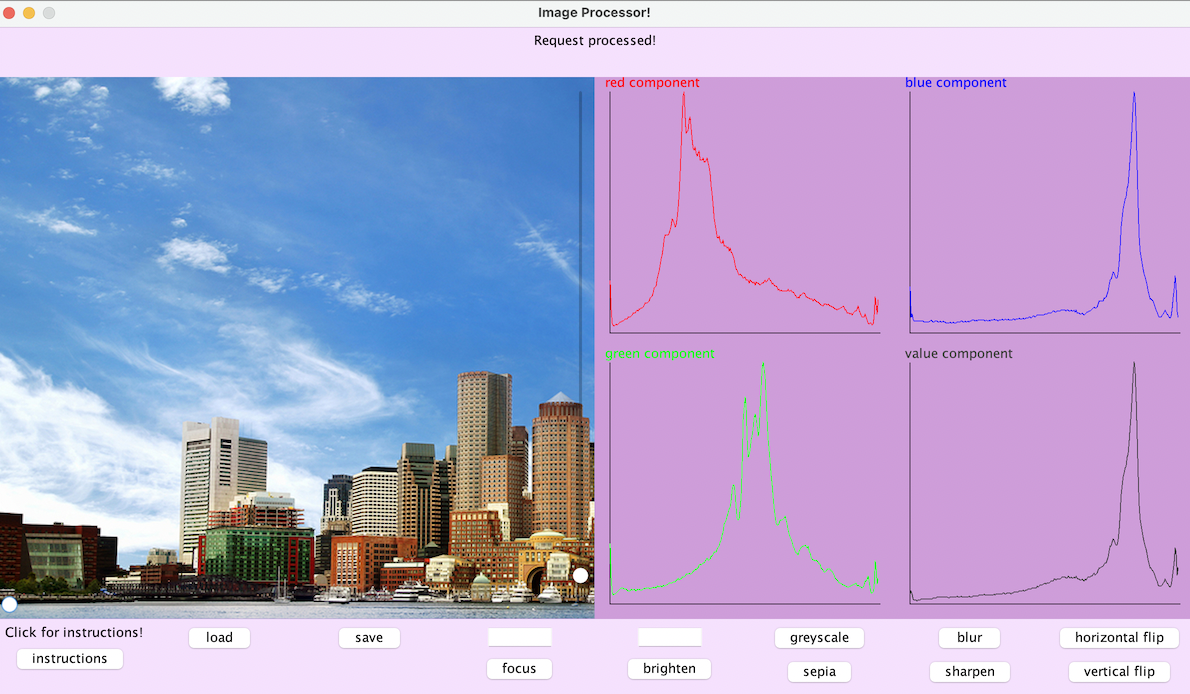 Image Processor!
Request processed!
red component
blue component
green component
value component
Click for instructions!
load
save
greyscale
blur
horizontal flip
instructions
focus
brighten
sepia
sharpen
vertical flip